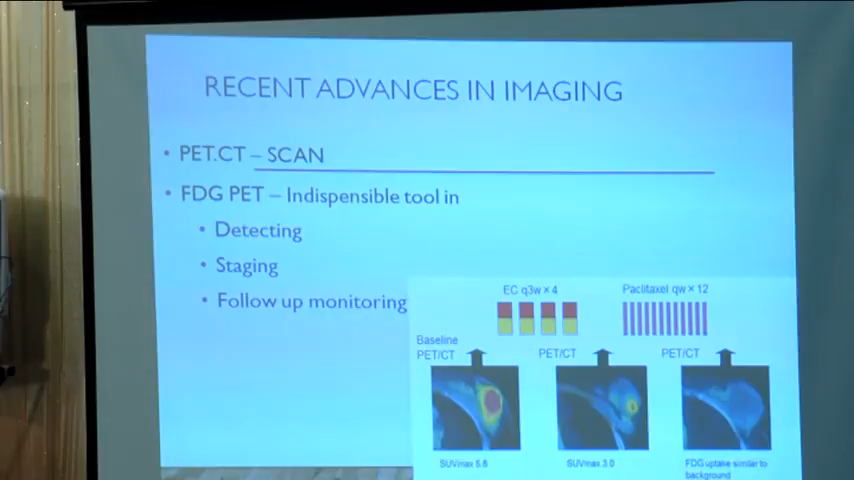 RECENT ADVANCES IN IMAGING
• PET.CT – SCAN
• FDG PET – Indispensible tool in
• Detecting
• Staging
• Follow up monitoring
EC q3w×4
Paclitaxel qw×12
Baseline
PET/CT
PET/CT
PET/CT
SUVmax 5.8
SUVmax 3.0
FDG uptake similar to
background